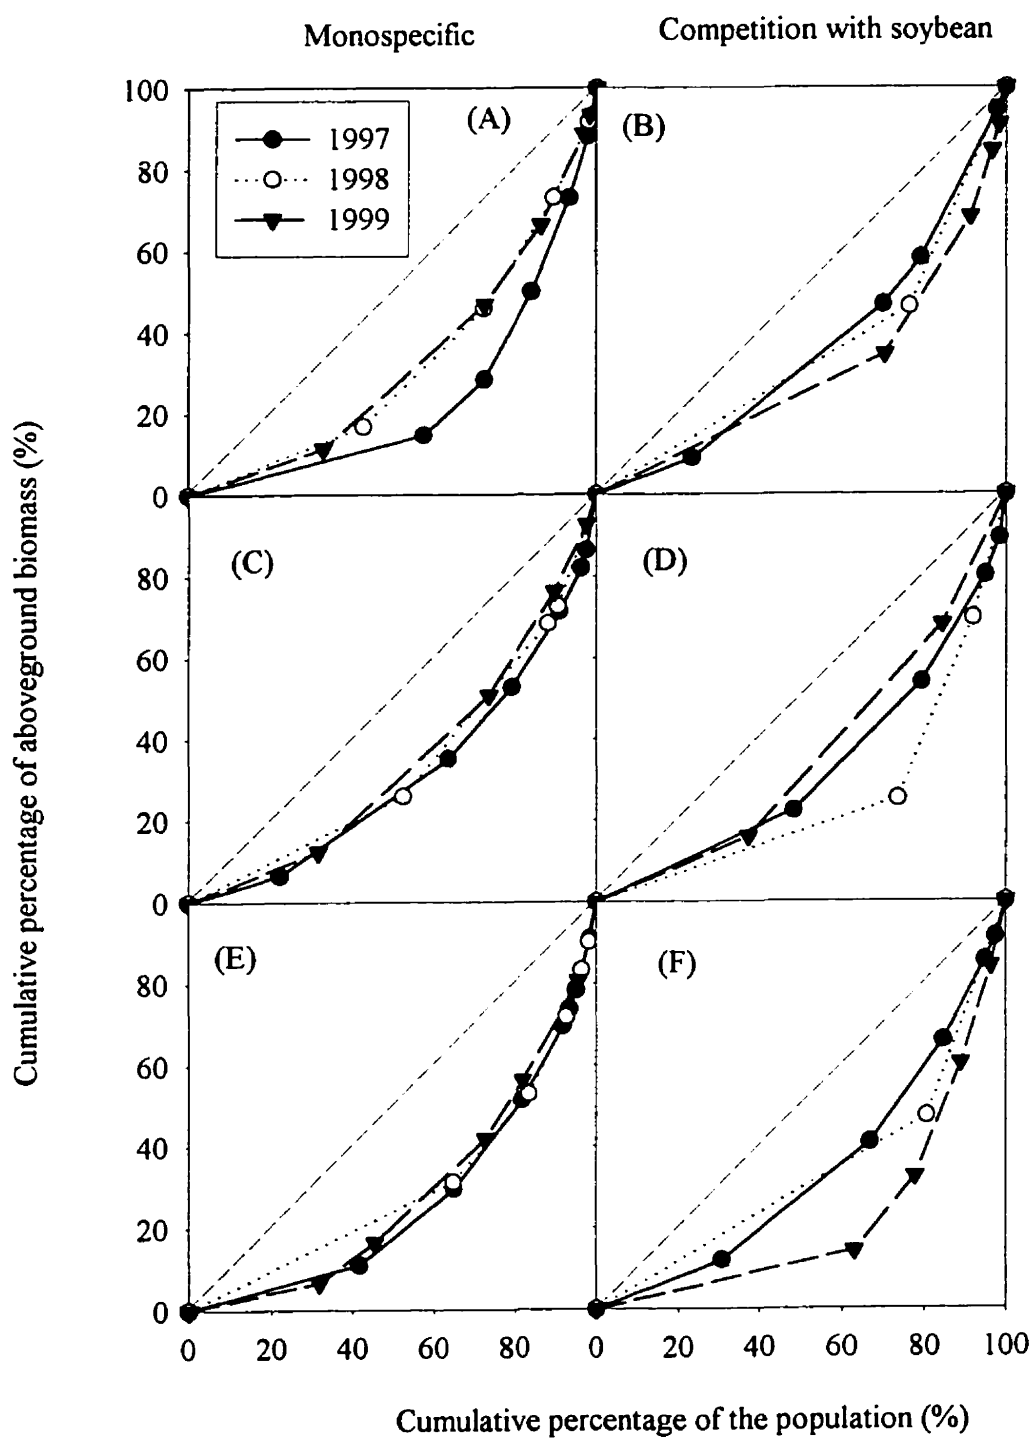 Monospecific
Competition with soybean
100
80
60
40
20
0
(A)
1997
1998
1999
(B)
80
60
40
20
0
(C)
(D)
80
60
40
20
0
(E)
(F)
0 20 40 60 80 0 20 40 60 80 100
Cumulative percentage of aboveground biomass (%)
Cumulative percentage of the population (%)